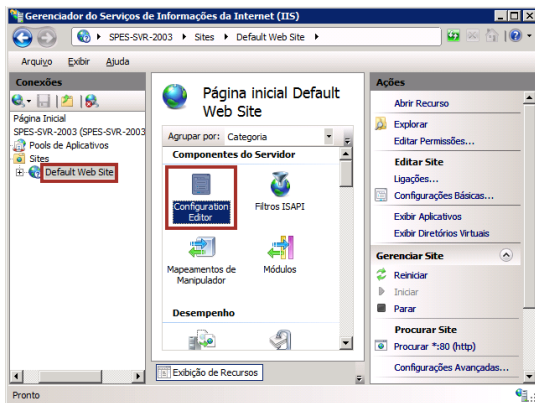 Gerenciador do Serviços de Informações da Internet (IIS)
SPES-SVR-2003 Sites Default Web Site
Arquivo Exibir Ajuda
Conexões
Página Inicial
SPES-SVR-2003 (SPES-SVR-2003
Pools de Aplicativos
Sites
Default Web Site
Página inicial Default
Web Site
Agrupar por: Categoria
Componentes do Servidor
Configuration
Editor
Filtros ISAPI
Mapeamentos de
Manipulador
Módulos
Desempenho
Exibição de Recursos
Ações
Abrir Recurso
Explorar
Editar Permissões...
Editar Site
Ligações...
Configurações Básicas...
Exibir Aplicativos
Exibir Diretórios Virtuais
Gerenciar Site
Reiniciar
Iniciar
Parar
Procurar Site
Procurar *:80 (http)
Configurações Avançadas...
Pronto